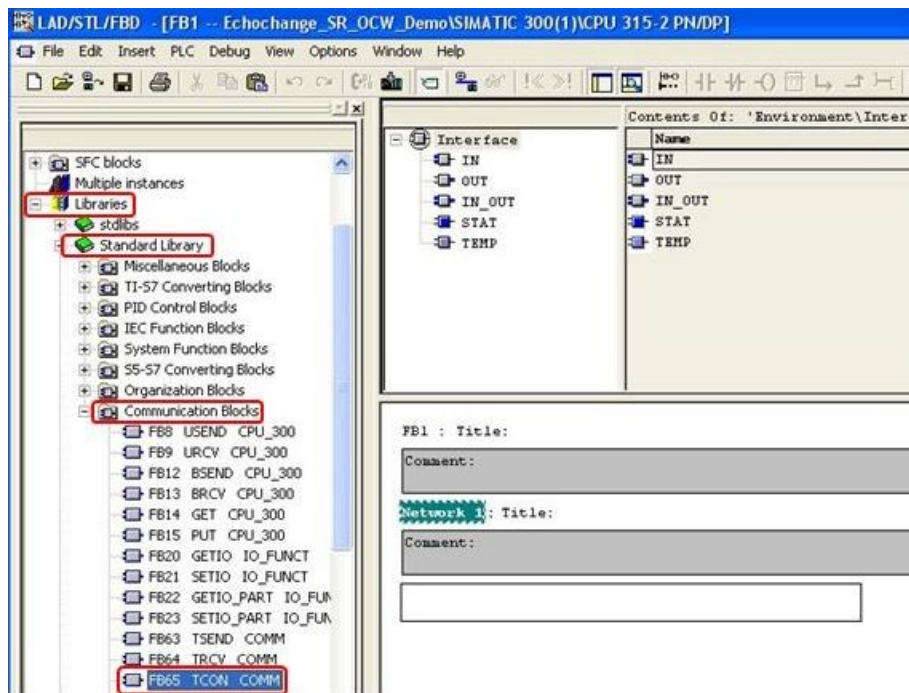 LAD/STL/FBD - [FB1 -- Echochange_SR_OCW_Demo\SIMATIC 300(1)\CPU 315-2 PN/DP]
File Edit Insert PLC Debug View Options Window Help
SFC blocks
Multiple instances
Libraries
stdlibs
Standard Library
Miscellaneous Blocks
TI-S7 Converting Blocks
PID Control Blocks
IEC Function Blocks
System Function Blocks
S5-S7 Converting Blocks
Organization Blocks
Communication Blocks
FB8 USEND CPU_300
FB9 URCV CPU_300
FB12 BSEND CPU_300
FB13 BRCV CPU_300
FB14 GET CPU_300
FB15 PUT CPU_300
FB20 GETIO IO_FUNCT
FB21 SETIO IO_FUNCT
FB22 GETIO_PART IO_FUN
FB23 SETIO_PART IO_FUN
FB63 TSEND COMM
FB64 TRCV COMM
FB65 TCON COMM
Interface
IN
OUT
IN_OUT
STAT
TEMP
Contents Of: 'Environment\Inter
Name
IN
OUT
IN_OUT
STAT
TEMP
FB1 : Title:
Comment:
Network 1: Title:
Comment: